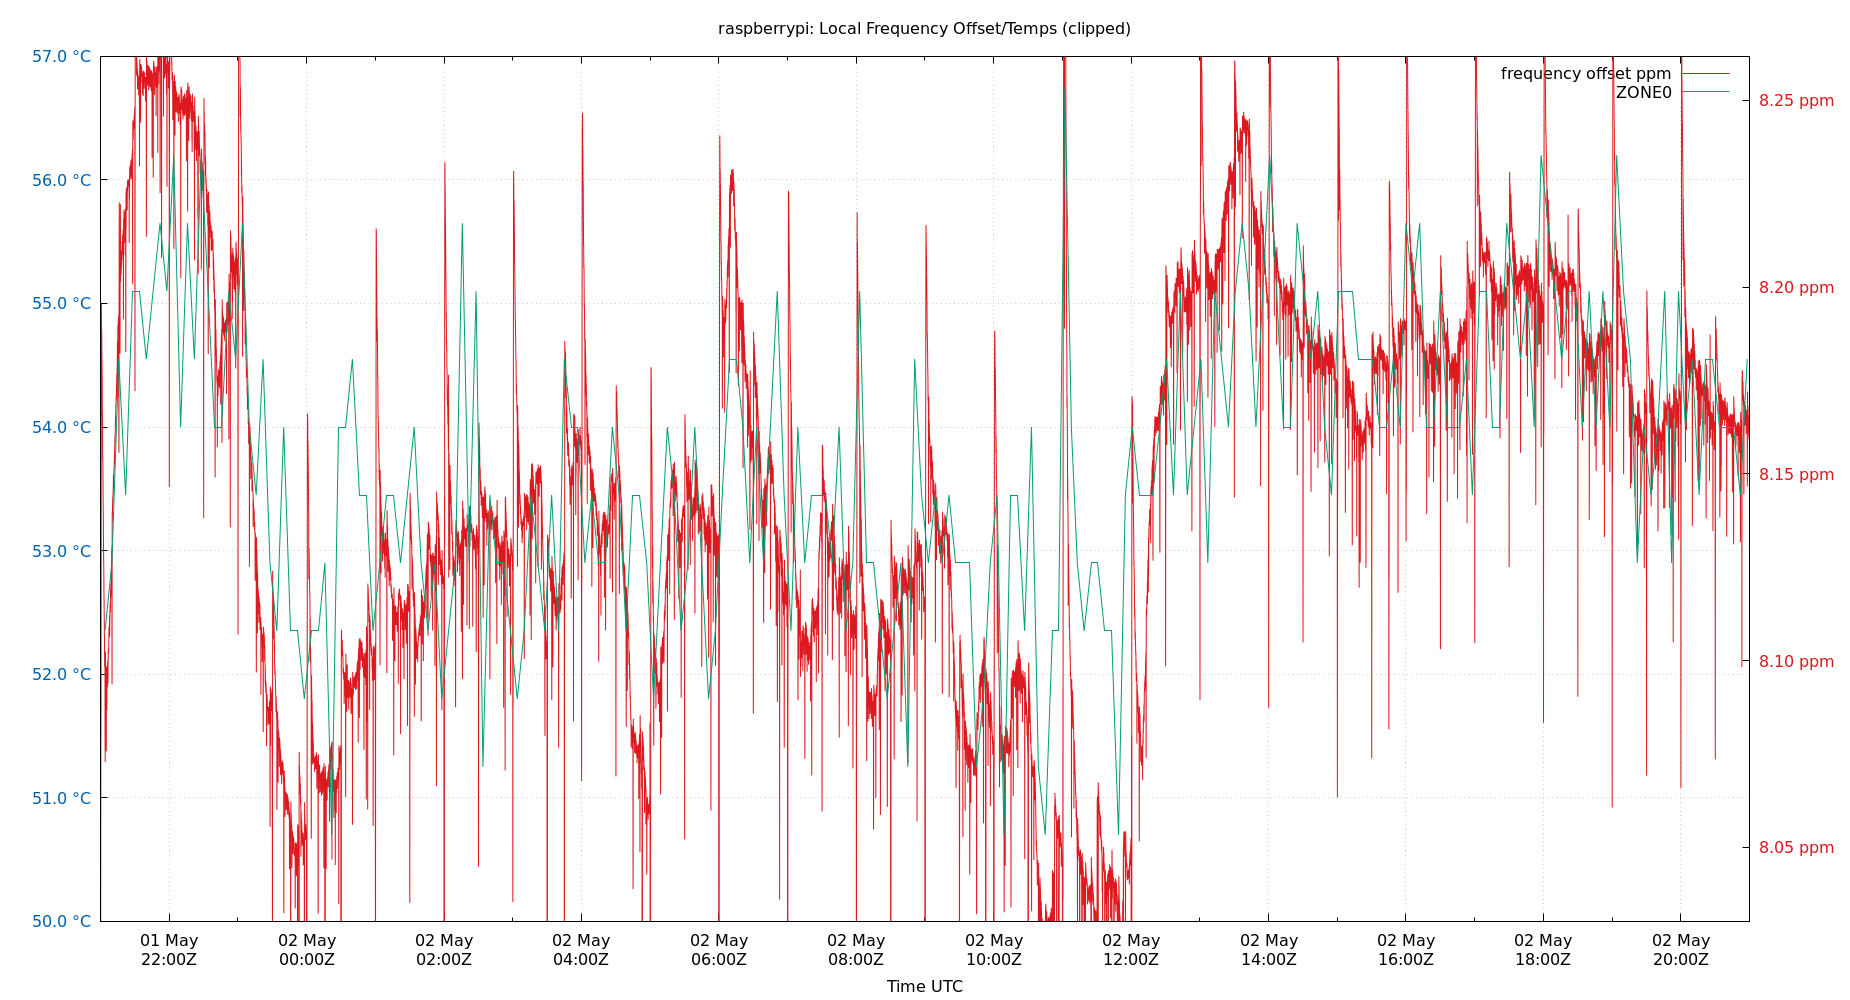 raspberrypi: Local Frequency Offset/Temps (clipped)
57.0 °C
56.0 °C
55.0 °C
54.0 °C
53.0 °C
52.0 °C
51.0 °C
50.0 °C
frequency offset ppm
ZONE0
8.25 ppm
8.20 ppm
8.15 ppm
8.10 ppm
8.05 ppm
01 May
22:00Z
02 May
00:00Z
02 May
02:00Z
02 May
04:00Z
02 May
06:00Z
02 May
08:00Z
02 May
10:00Z
02 May
12:00Z
02 May
14:00Z
02 May
16:00Z
02 May
18:00Z
02 May
20:00Z
Time UTC